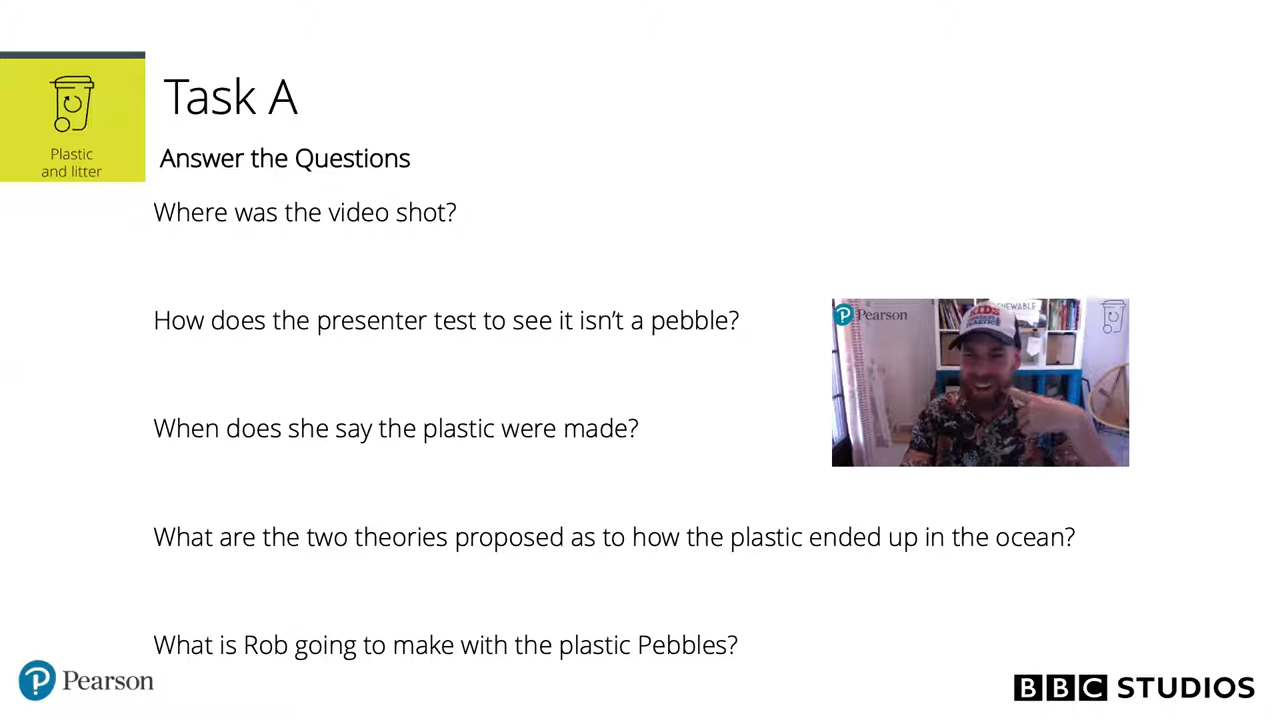 Task A
Plastic
and litter
Answer the Questions
Where was the video shot?
How does the presenter test to see it isn’t a pebble?
Pearson
KIDS
When does she say the plastic were made?
What are the two theories proposed as to how the plastic ended up in the ocean?
What is Rob going to make with the plastic Pebbles?
Pearson
BBC STUDIOS